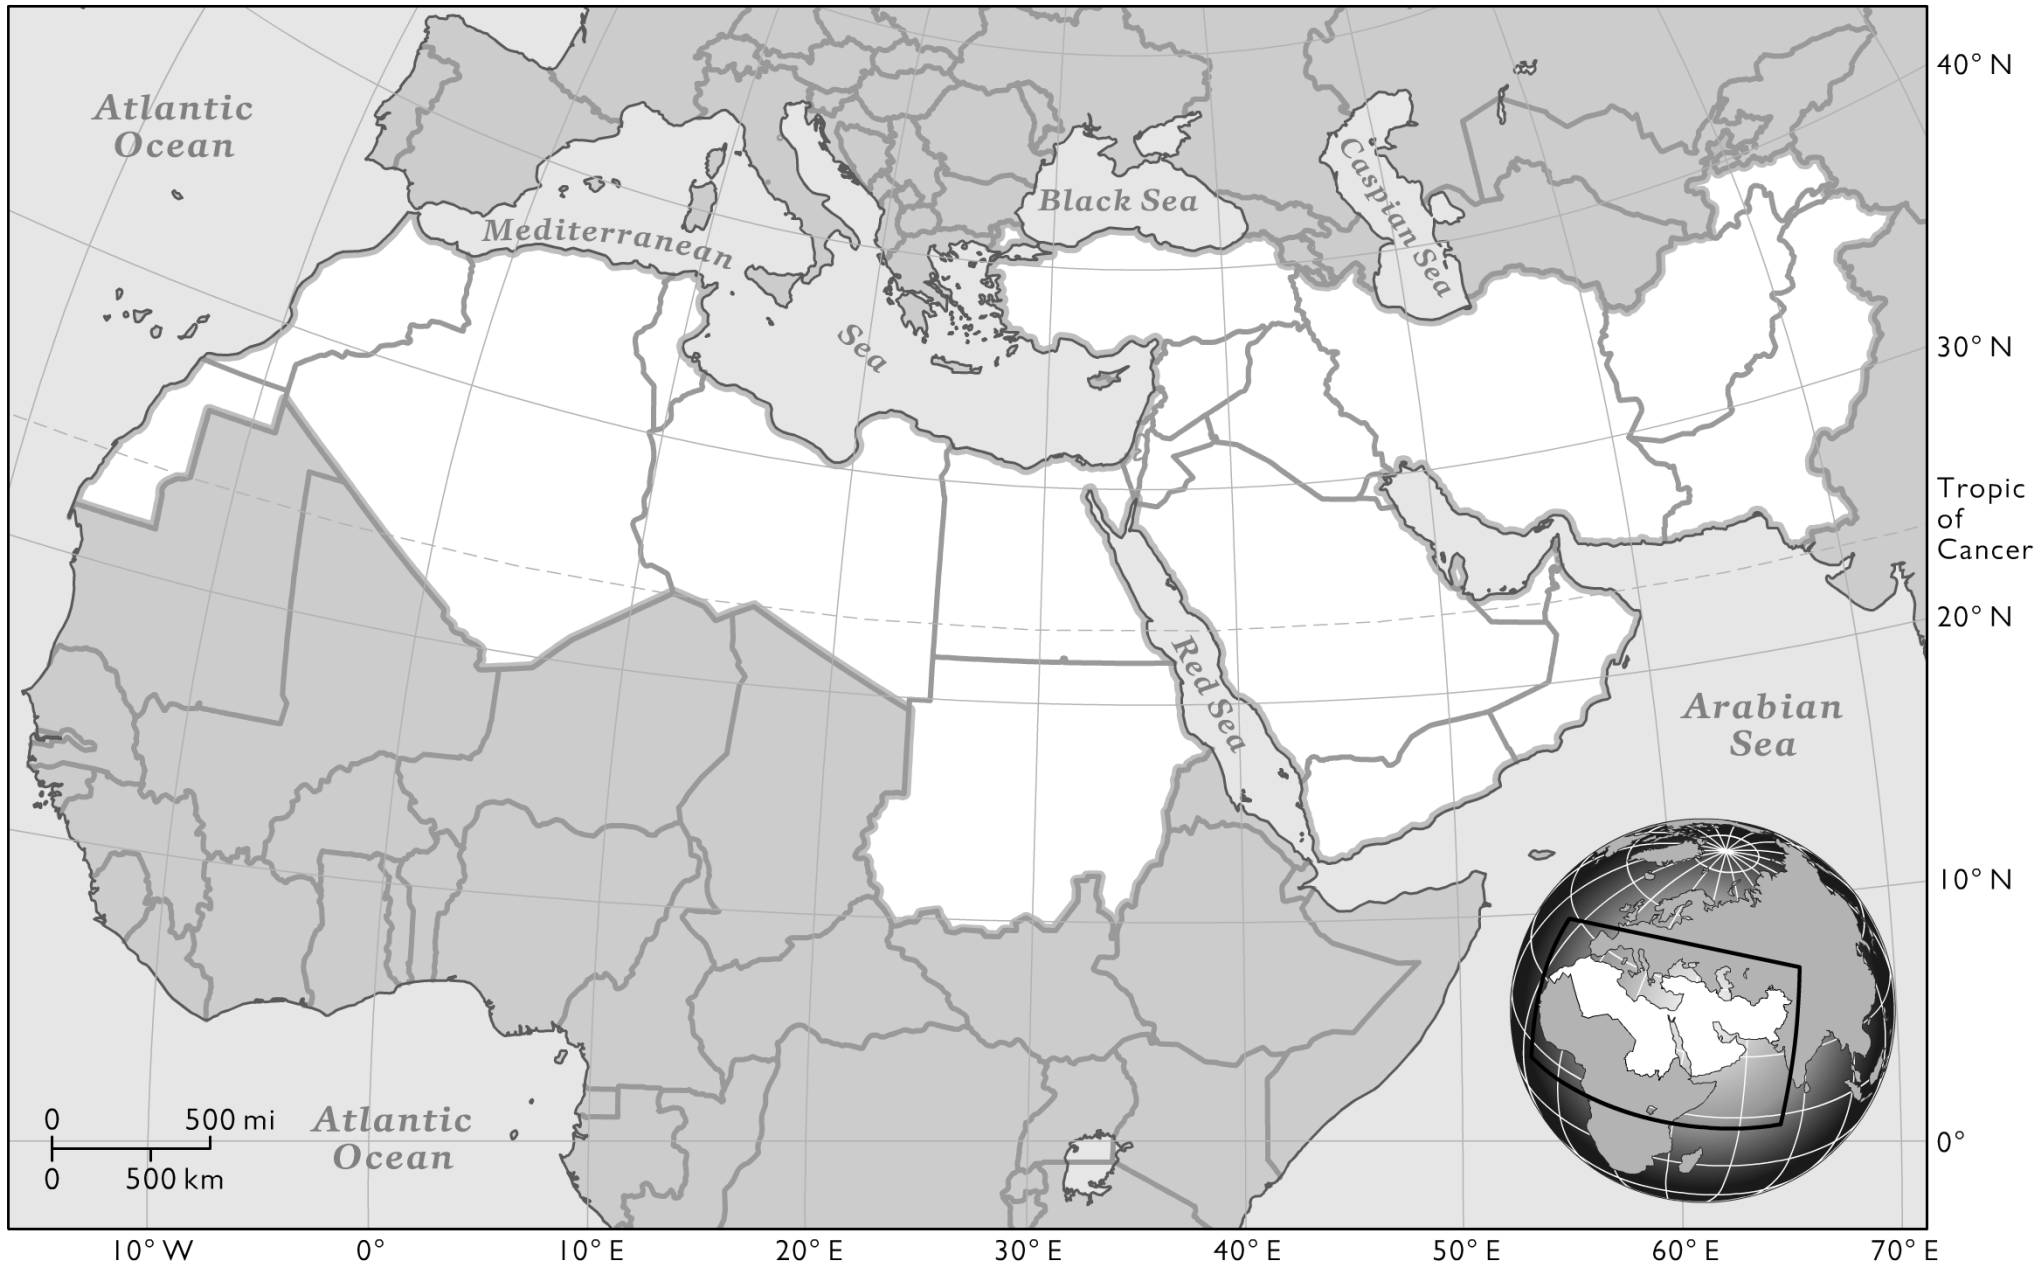 Atlantic
Ocean
Mediterranean
Sea
Black Sea
Caspian Sea
Red Sea
Arabian
Sea
Atlantic
Ocean
0 500 mi
0 500 km
40° N
30° N
Tropic
of
Cancer
20° N
10° N
0°
10° W 0° 10° E 20° E 30° E 40° E 50° E 60° E 70° E